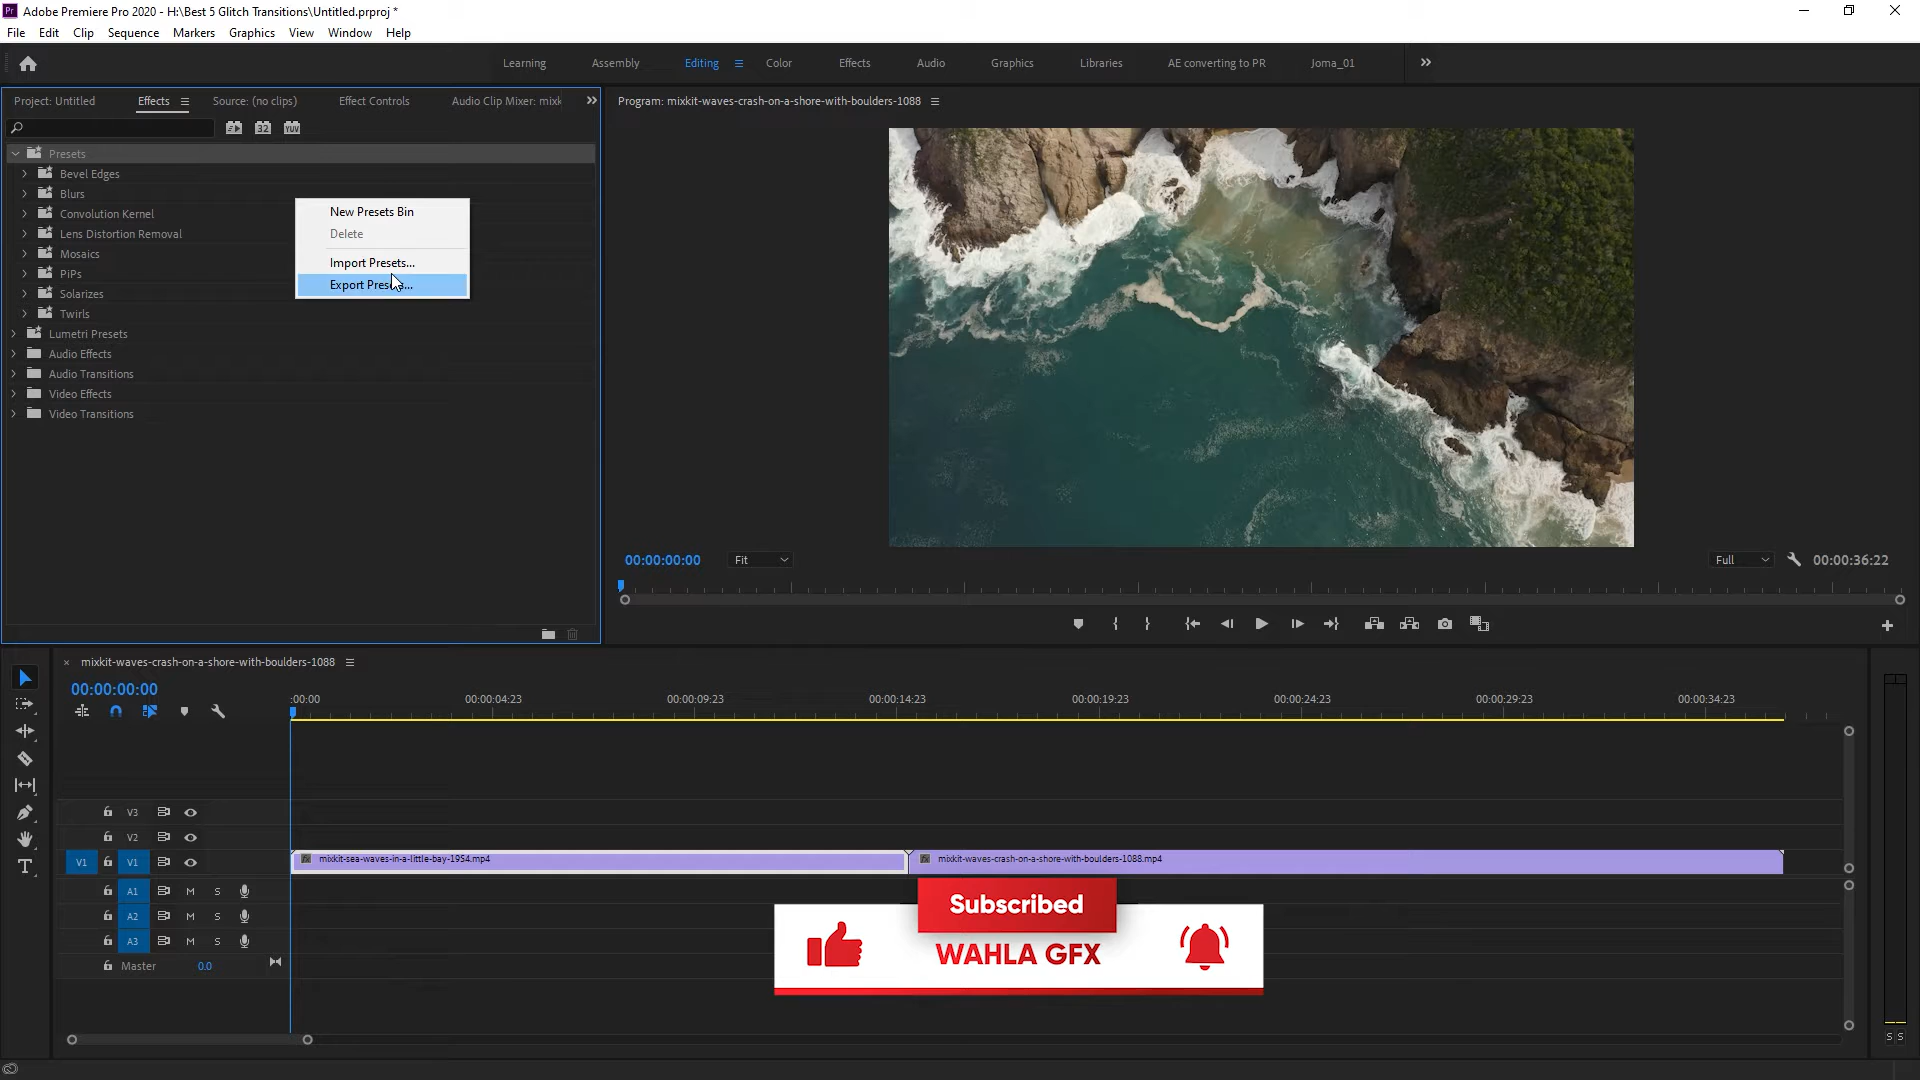 Adobe Premiere Pro 2020 - H:\Best 5 Glitch Transitions\Untitled.prproj *
File Edit Clip Sequence Markers Graphics View Window Help
Learning Assembly Editing Color Effects Audio Graphics Libraries AE converting to PR Joma_01
Project: Untitled Effects Source: (no clips) Effect Controls Audio Clip Mixer: mixk
Program: mixkit-waves-crash-on-a-shore-with-boulders-1088
32 YUV
Presets
Bevel Edges
Blurs
Convolution Kernel
Lens Distortion Removal
Mosaics
PiPs
Solarizes
Twirls
Lumetri Presets
Audio Effects
Audio Transitions
Video Effects
Video Transitions
New Presets Bin
Delete
Import Presets...
Export Presets...
00:00:00:00 Fit Full 00:00:36:22
mixkit-waves-crash-on-a-shore-with-boulders-1088
00:00:00:00
:00:00 00:00:04:23 00:00:09:23 00:00:14:23 00:00:19:23 00:00:24:23 00:00:29:23 00:00:34:23
V3
V2
V1 V1
mixkit-sea-waves-in-a-little-bay-1954.mp4 mixkit-waves-crash-on-a-shore-with-boulders-1088.mp4
A1 M S
A2 M S
A3 M S
Master 0.0
Subscribed
WAHLA GFX
S S